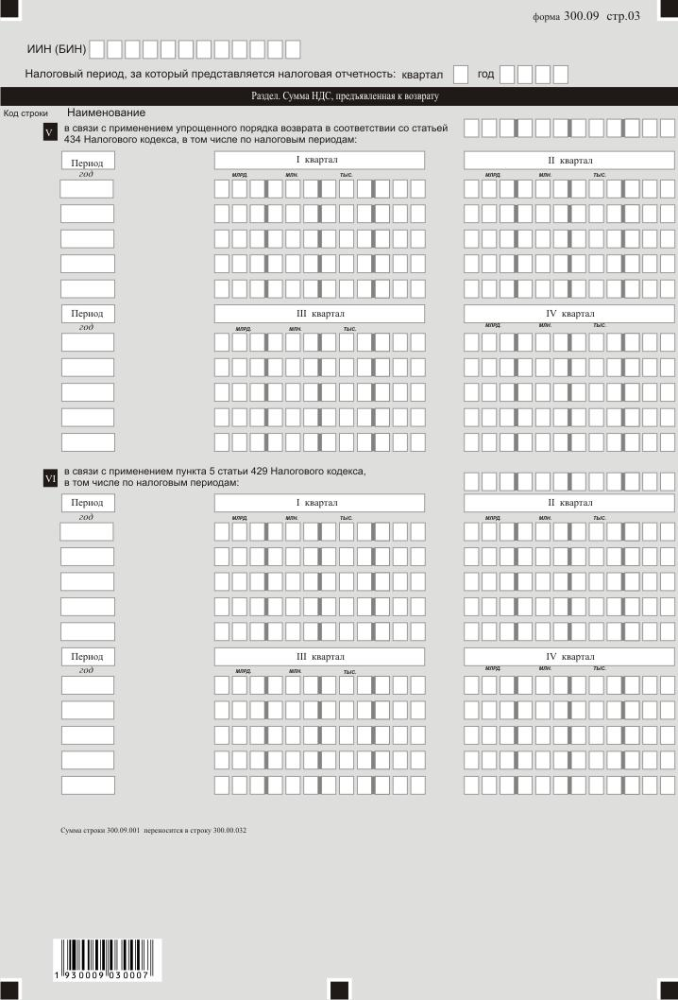 форма 300.09 стр.03
ИИН (БИН)
Налоговый период, за который представляется налоговая отчетность: квартал год
Раздел. Сумма НДС, предъявленная к возврату
Код строки Наименование
V в связи с применением упрощенного порядка возврата в соответствии со статьей
434 Налогового кодекса, в том числе по налоговым периодам:
Период I квартал II квартал
год млрд. млн. тыс. млрд. млн. тыс.
Период III квартал IV квартал
год млрд. млн. тыс. млрд. млн. тыс.
VI в связи с применением пункта 5 статьи 429 Налогового кодекса,
в том числе по налоговым периодам:
Период I квартал II квартал
год млрд. млн. тыс. млрд. млн. тыс.
Период III квартал IV квартал
год млрд. млн. тыс. млрд. млн. тыс.
Сумма строки 300.09.001 переносится в строку 300.00.032
1 930009 030007